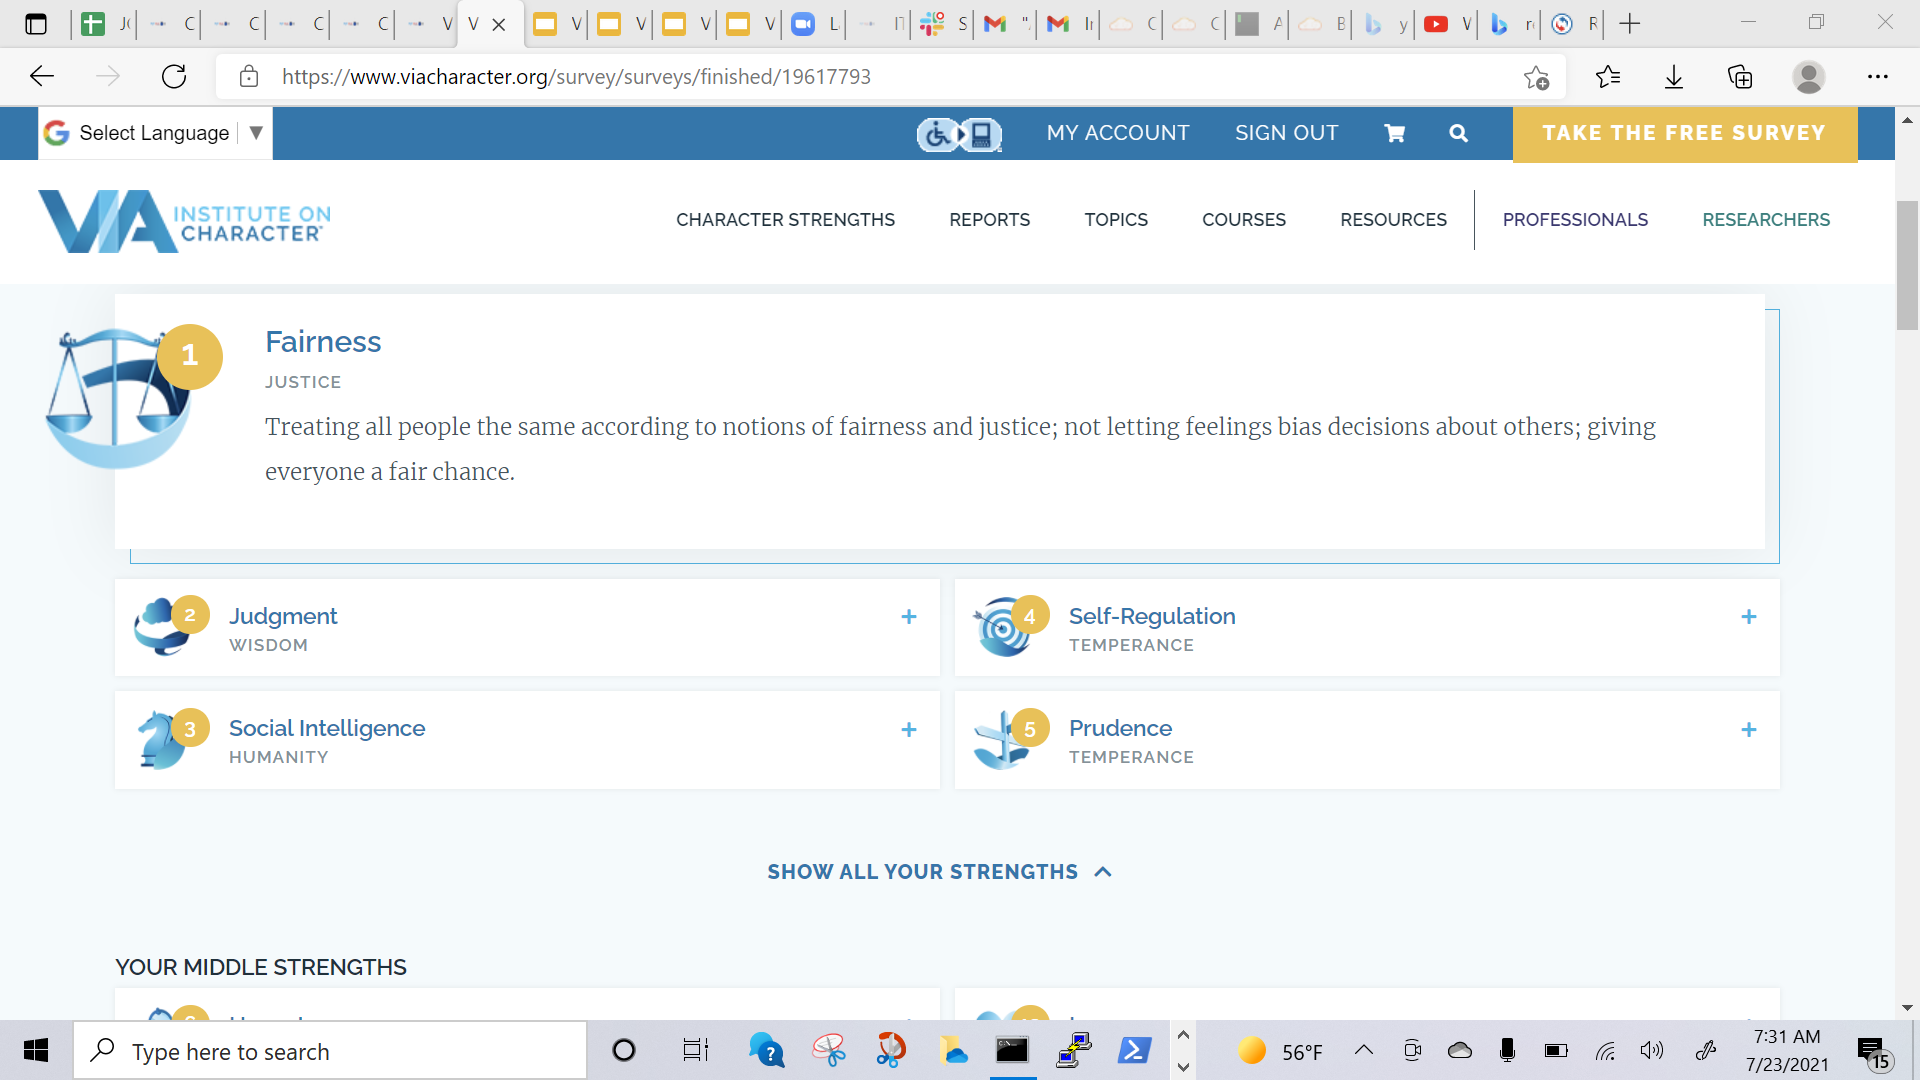 https://www.viacharacter.org/survey/surveys/finished/19617793
Select Language
MY ACCOUNT
SIGN OUT
TAKE THE FREE SURVEY
VIA INSTITUTE ON CHARACTER
CHARACTER STRENGTHS
REPORTS
TOPICS
COURSES
RESOURCES
PROFESSIONALS
RESEARCHERS
1
Fairness
JUSTICE
Treating all people the same according to notions of fairness and justice; not letting feelings bias decisions about others; giving
everyone a fair chance.
2
Judgment
WISDOM
4
Self-Regulation
TEMPERANCE
3
Social Intelligence
HUMANITY
5
Prudence
TEMPERANCE
SHOW ALL YOUR STRENGTHS
YOUR MIDDLE STRENGTHS
Type here to search
56°F
7:31 AM
7/23/2021
15